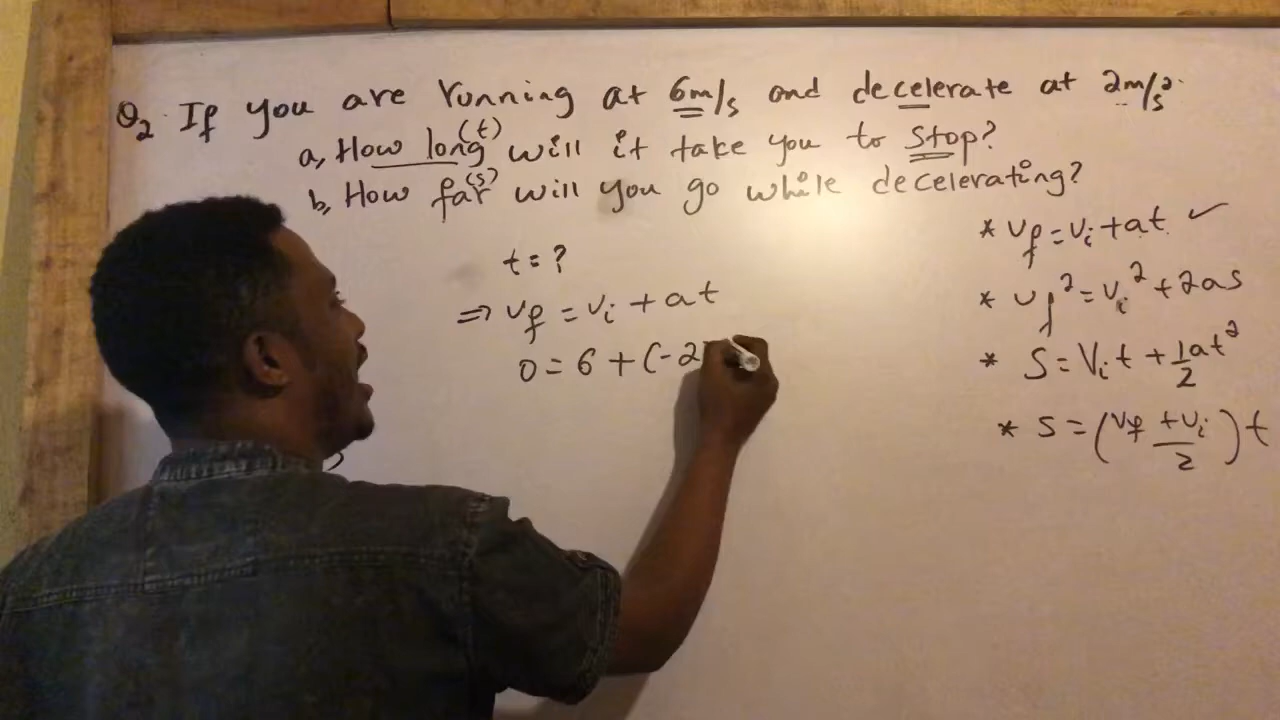 Q2. If you are running at 6m/s and decelerate at 2m/s².
a, How long (t) will it take you to stop?
b, How far (s) will you go while decelerating?
t = ?
⇒ vf = vi + at
0 = 6 + (-2
* vf = vi + at ✓
* vf² = vi² + 2as
* S = Vit + 1/2 at²
* S = (vf + vi / 2) t